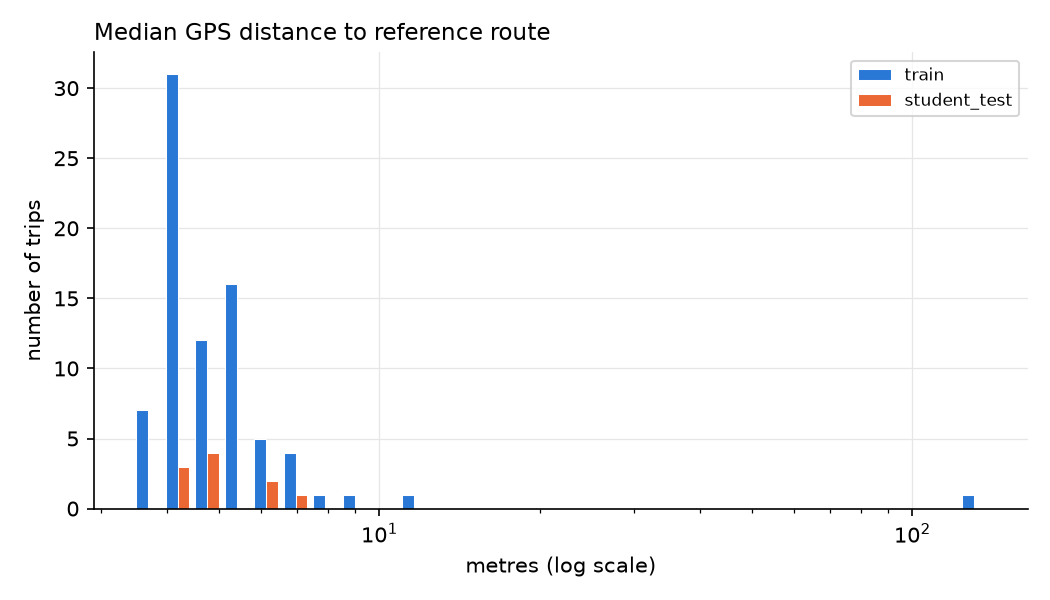 Median GPS distance to reference route
train
student_test
number of trips
30
25
20
15
10
5
0
10¹ 10²
metres (log scale)